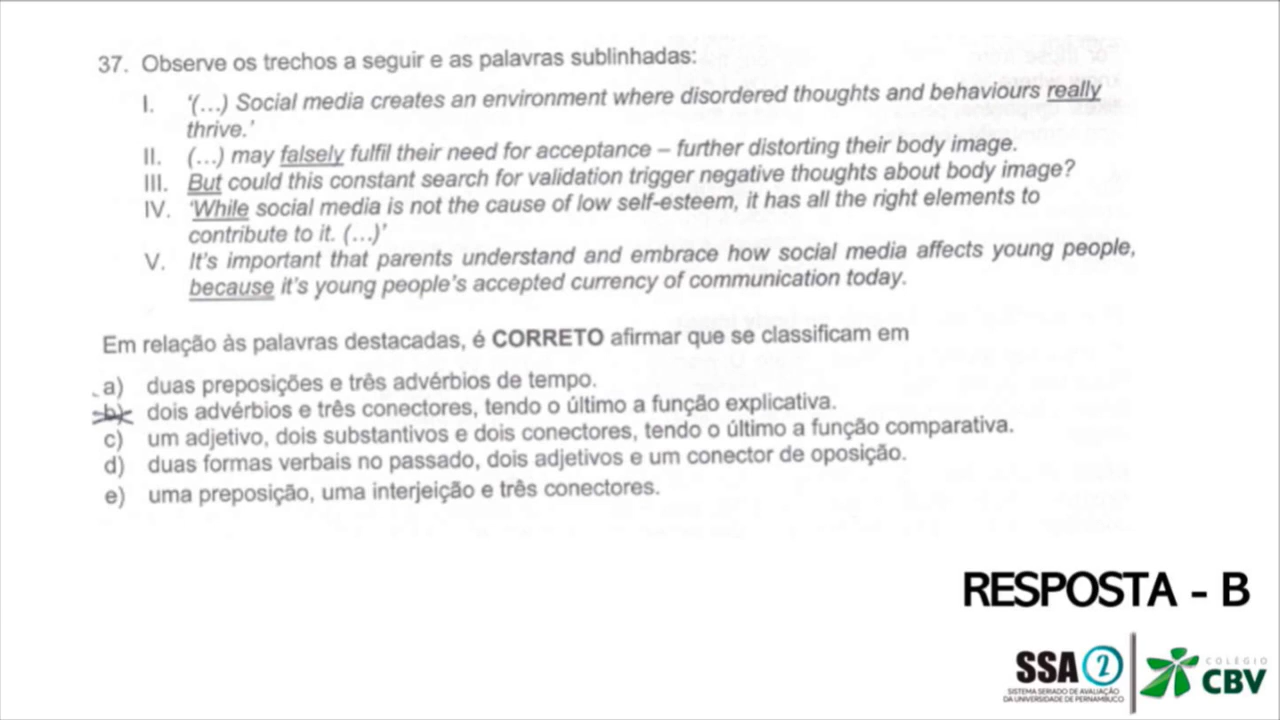 37. Observe os trechos a seguir e as palavras sublinhadas:
I. '(...) Social media creates an environment where disordered thoughts and behaviours really
thrive.'
II. (...) may falsely fulfil their need for acceptance – further distorting their body image.
III. But could this constant search for validation trigger negative thoughts about body image?
IV. 'While social media is not the cause of low self-esteem, it has all the right elements to
contribute to it. (...)'
V. It's important that parents understand and embrace how social media affects young people,
because it's young people's accepted currency of communication today.
Em relação às palavras destacadas, é CORRETO afirmar que se classificam em
a) duas preposições e três advérbios de tempo.
b) dois advérbios e três conectores, tendo o último a função explicativa.
c) um adjetivo, dois substantivos e dois conectores, tendo o último a função comparativa.
d) duas formas verbais no passado, dois adjetivos e um conector de oposição.
e) uma preposição, uma interjeição e três conectores.
RESPOSTA - B
SSA 2
SISTEMA SERIADO DE AVALIAÇÃO
DA UNIVERSIDADE DE PERNAMBUCO
COLÉGIO
CBV